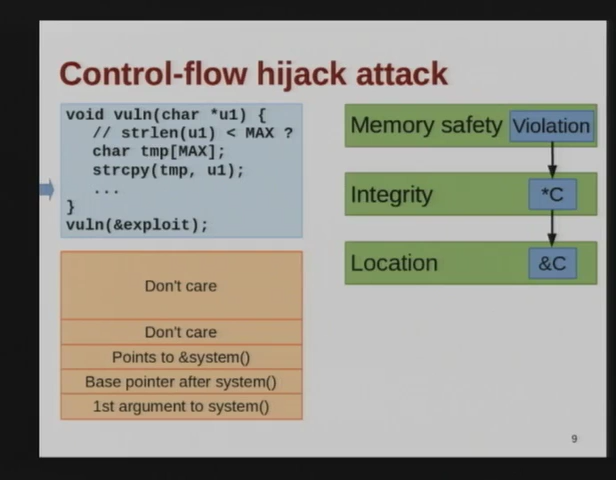 Control-flow hijack attack
void vuln(char *u1) {
// strlen(u1) < MAX ?
char tmp[MAX];
strcpy(tmp, u1);
...
}
vuln(&exploit);
Don't care
Don't care
Points to &system()
Base pointer after system()
1st argument to system()
Memory safety Violation
Integrity *C
Location &C
9